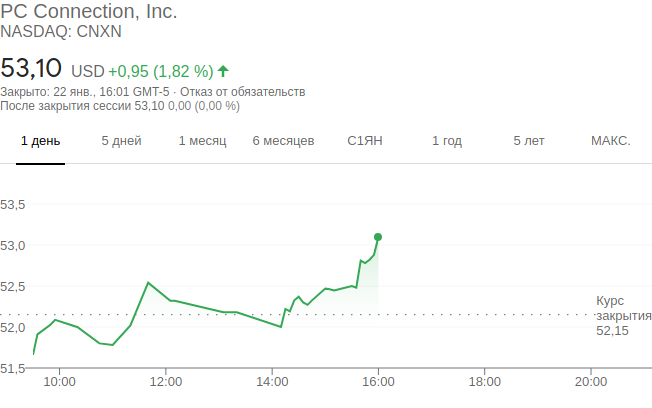 PC Connection, Inc.
NASDAQ: CNXN
53,10 USD +0,95 (1,82 %)
Закрыто: 22 янв., 16:01 GMT-5 · Отказ от обязательств
После закрытия сессии 53,10 0,00 (0,00 %)
1 день 5 дней 1 месяц 6 месяцев С1ЯН 1 год 5 лет МАКС.
53,5
53,0
52,5
Курс
закрытия
52,15
52,0
51,5
10:00 12:00 14:00 16:00 18:00 20:00